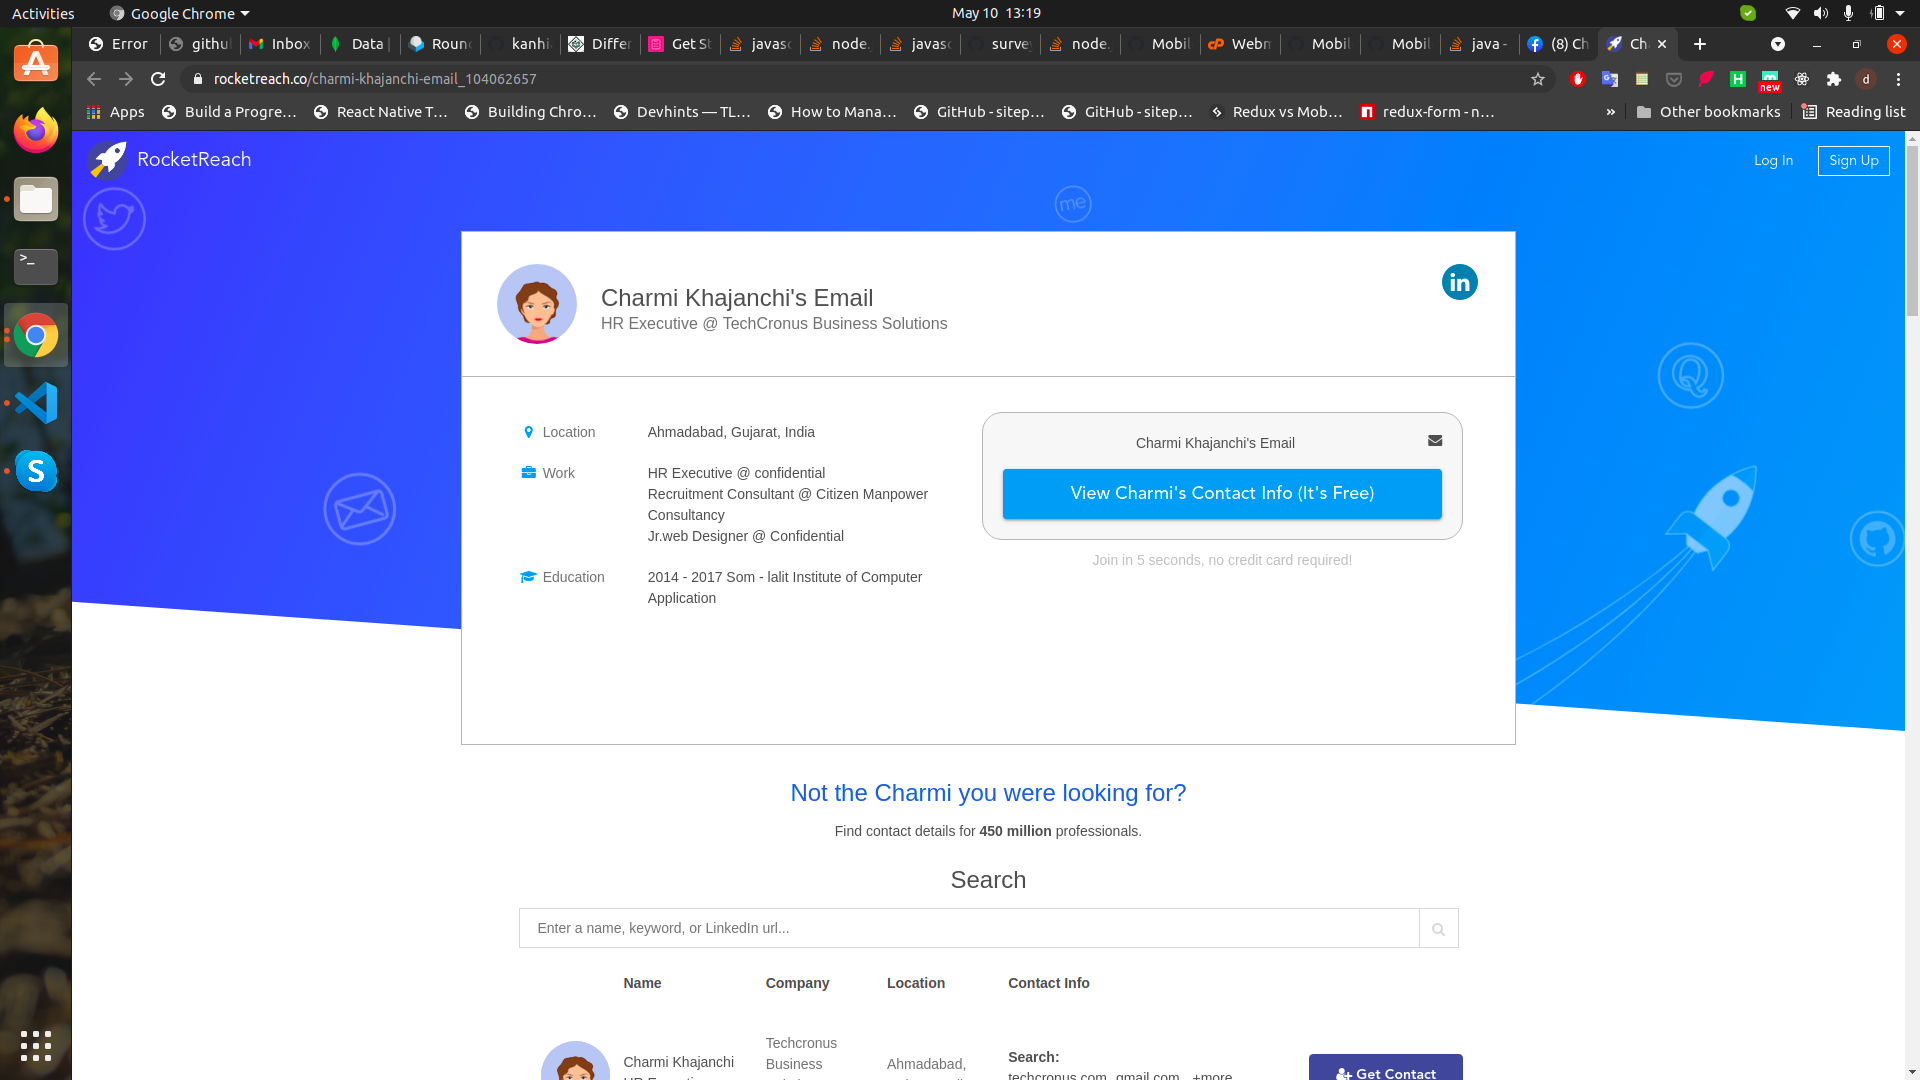 Activities
Google Chrome
May 10 13:19
Error
githu
Inbox
Data
Roun
kanhi
Differ
Get St
javasc
node.
javasc
surve
node.
Mobil
Webm
Mobil
Mobil
java -
(8) Ch
Ch
rocketreach.co/charmi-khajanchi-email_104062657
new
d
Apps
Build a Progre...
React Native T...
Building Chro...
Devhints — TL...
How to Mana...
GitHub - sitep...
GitHub - sitep...
Redux vs Mob...
redux-form - n...
»
Other bookmarks
Reading list
RocketReach
Log In
Sign Up
me
Charmi Khajanchi's Email
HR Executive @ TechCronus Business Solutions
in
Location
Ahmadabad, Gujarat, India
Work
HR Executive @ confidential
Recruitment Consultant @ Citizen Manpower
Consultancy
Jr.web Designer @ Confidential
Education
2014 - 2017 Som - lalit Institute of Computer
Application
Charmi Khajanchi's Email
View Charmi's Contact Info (It's Free)
Join in 5 seconds, no credit card required!
Not the Charmi you were looking for?
Find contact details for 450 million professionals.
Search
Enter a name, keyword, or LinkedIn url...
Name
Company
Location
Contact Info
Charmi Khajanchi
Techcronus
Business
Ahmadabad,
Search:
techcronus.com, gmail.com, +more
Get Contact